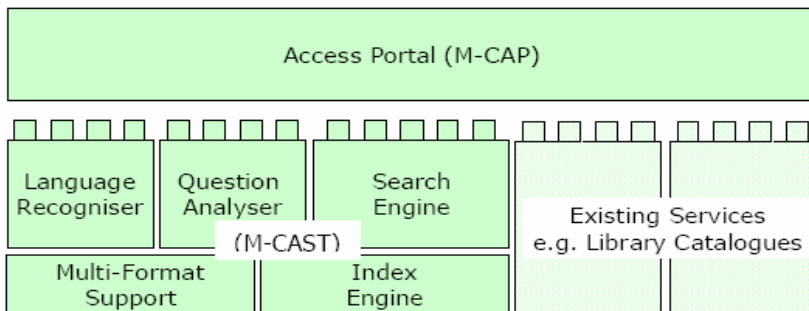 Access Portal (M-CAP)
Language
Recogniser
Question
Analyser
Search
Engine
(M-CAST)
Existing Services
e.g. Library Catalogues
Multi-Format
Support
Index
Engine